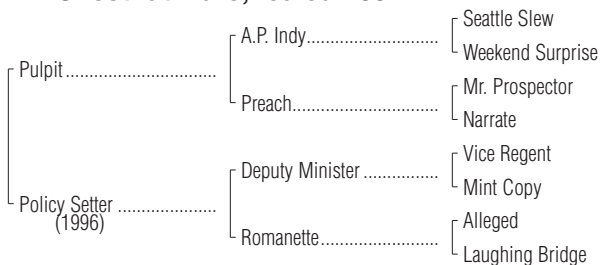 Seattle Slew
A.P. Indy
Weekend Surprise
Pulpit
Mr. Prospector
Preach
Narrate
Vice Regent
Deputy Minister
Mint Copy
Policy Setter
(1996)
Alleged
Romanette
Laughing Bridge